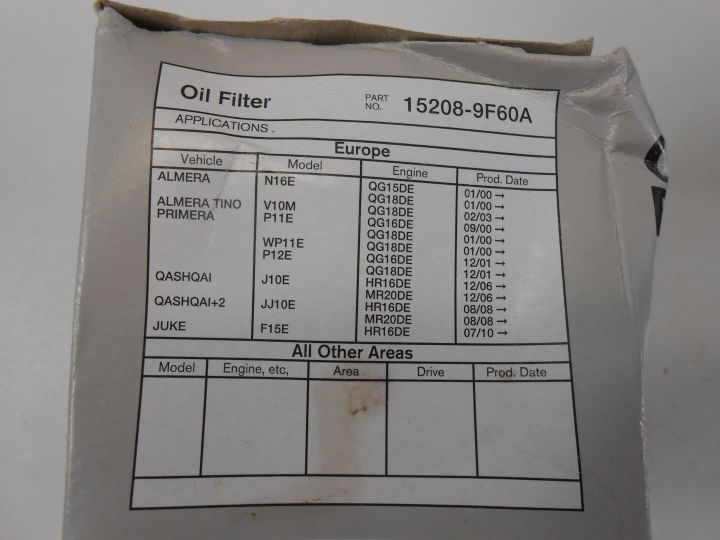 Oil Filter PART NO. 15208-9F60A
APPLICATIONS .
Europe
Vehicle Model Engine Prod. Date
ALMERA N16E QG15DE 01/00 →
QG18DE 01/00 →
ALMERA TINO V10M QG18DE 02/03 →
PRIMERA P11E QG16DE 09/00 →
QG18DE 01/00 →
WP11E QG18DE 01/00 →
P12E QG16DE 12/01 →
QG18DE 12/01 →
QASHQAI J10E HR16DE 12/06 →
MR20DE 12/06 →
QASHQAI+2 JJ10E HR16DE 08/08 →
MR20DE 08/08 →
JUKE F15E HR16DE 07/10 →
All Other Areas
Model Engine, etc, Area Drive Prod. Date